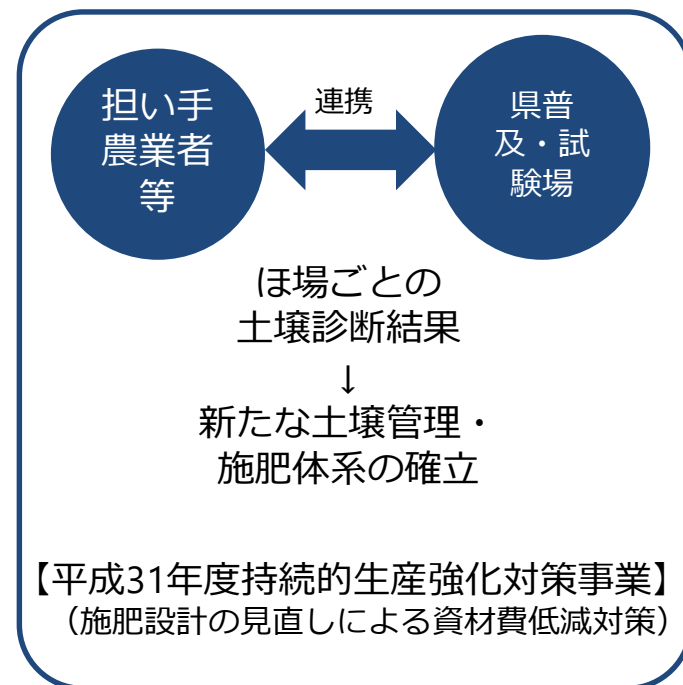 担い手
農業者
等
連携
県普
及・試
験場
ほ場ごとの
土壌診断結果
↓
新たな土壌管理・
施肥体系の確立
【平成31年度持続的生産強化対策事業】
（施肥設計の見直しによる資材費低減対策）